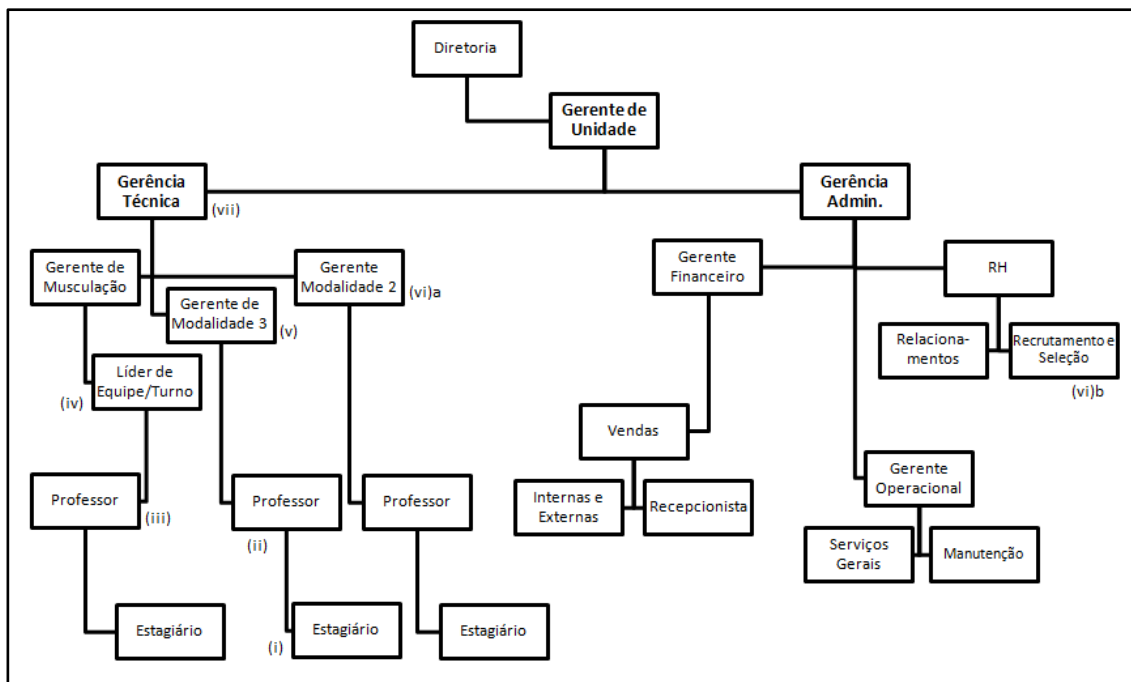 Diretoria
Gerente de
Unidade
Gerência
Técnica
(vii)
Gerência
Admin.
Gerente de
Musculação
Gerente
Modalidade 2
(vi)a
Gerente de
Modalidade 3
(v)
Gerente
Financeiro
RH
Líder de
Equipe/Turno
(iv)
Relaciona-
mentos
Recrutamento e
Seleção
(vi)b
Vendas
Professor
(iii)
Professor
(ii)
Professor
Internas e
Externas
Recepcionista
Gerente
Operacional
Serviços
Gerais
Manutenção
Estagiário
(i)
Estagiário
Estagiário